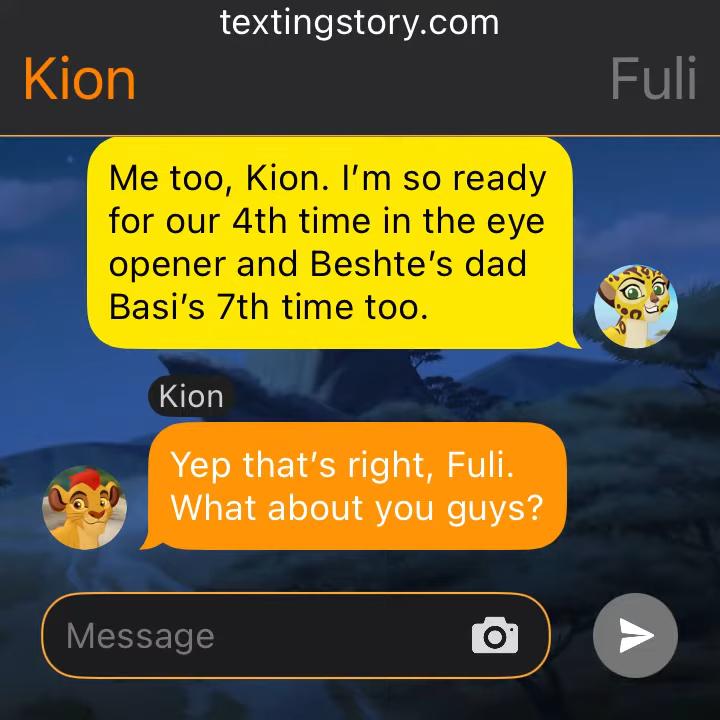 textingstory.com
Kion
Fuli
Me too, Kion. I’m so ready
for our 4th time in the eye
opener and Beshte’s dad
Basi’s 7th time too.
Kion
Yep that’s right, Fuli.
What about you guys?
Message